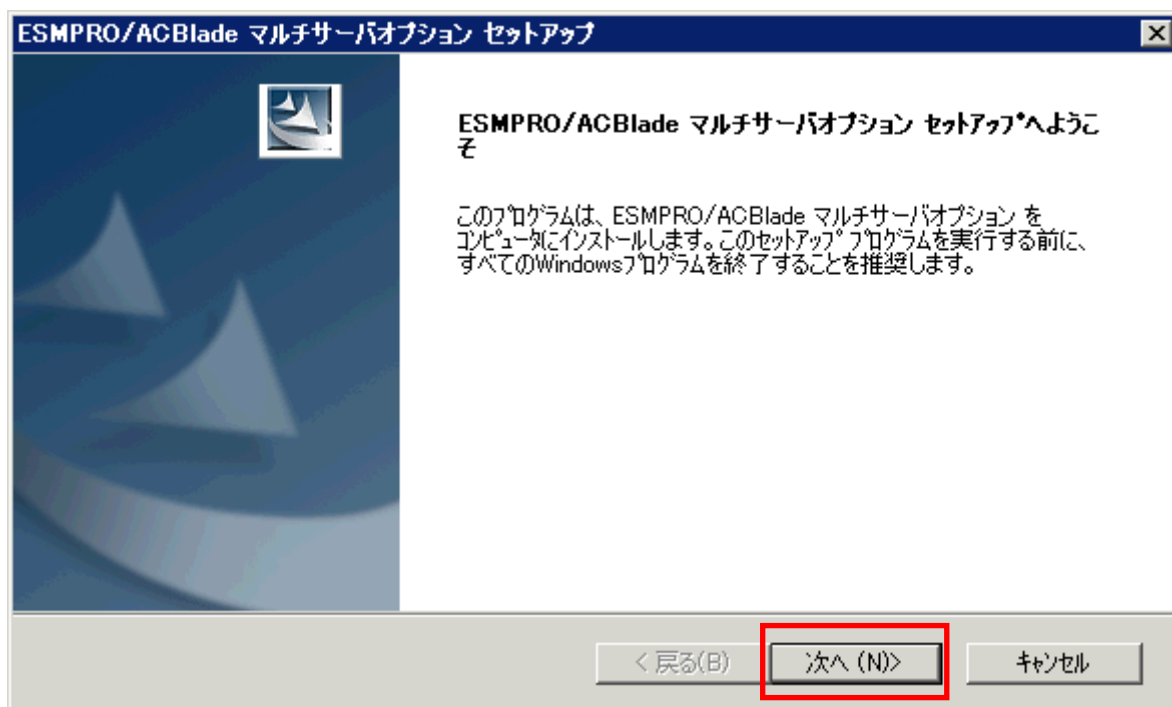 ESMPRO/ACBlade マルチサーバオプション セットアップ
ESMPRO/ACBlade マルチサーバオプション ｾｯﾄｱｯﾌﾟへようこ
そ
このﾌﾟﾛｸﾞﾗﾑは、ESMPRO/ACBlade マルチサーバオプション を
ｺﾝﾋﾟｭｰﾀにインストールします。このｾｯﾄｱｯﾌﾟ ﾌﾟﾛｸﾞﾗﾑを実行する前に、
すべてのWindowsﾌﾟﾛｸﾞﾗﾑを終了することを推奨します。
< 戻る(B)
次へ (N)>
ｷｬﾝｾﾙ